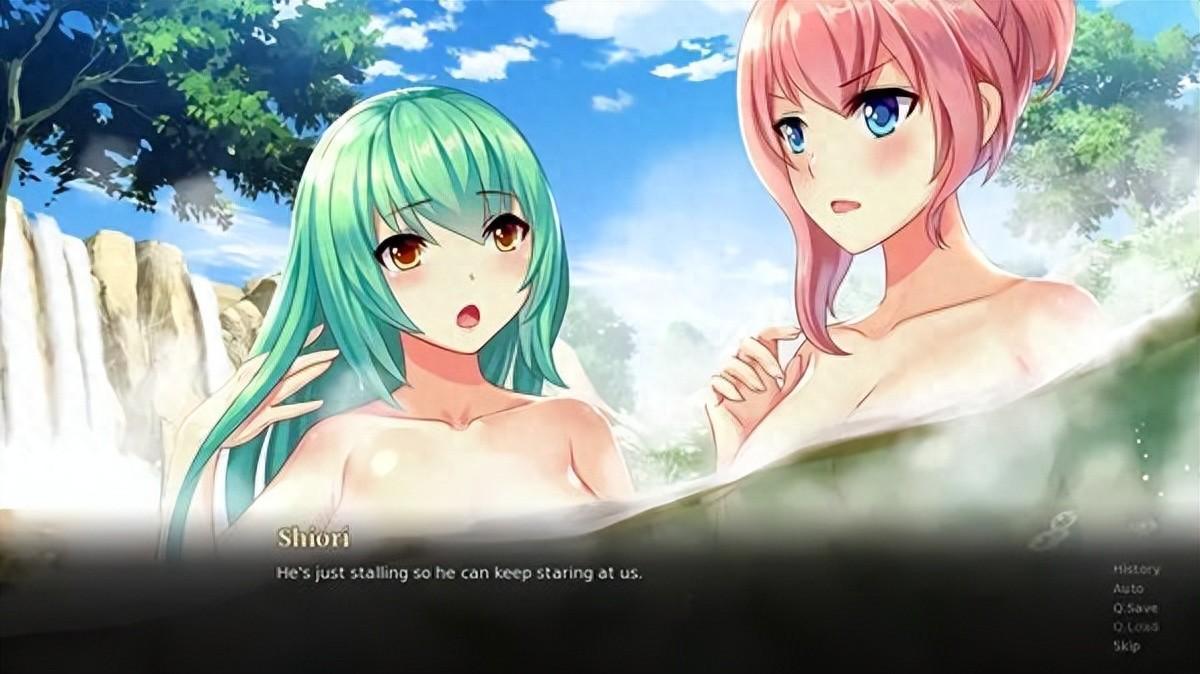 Shiori
He's just stalling so he can keep staring at us.
History
Auto
Q.Save
Q.Load
Skip